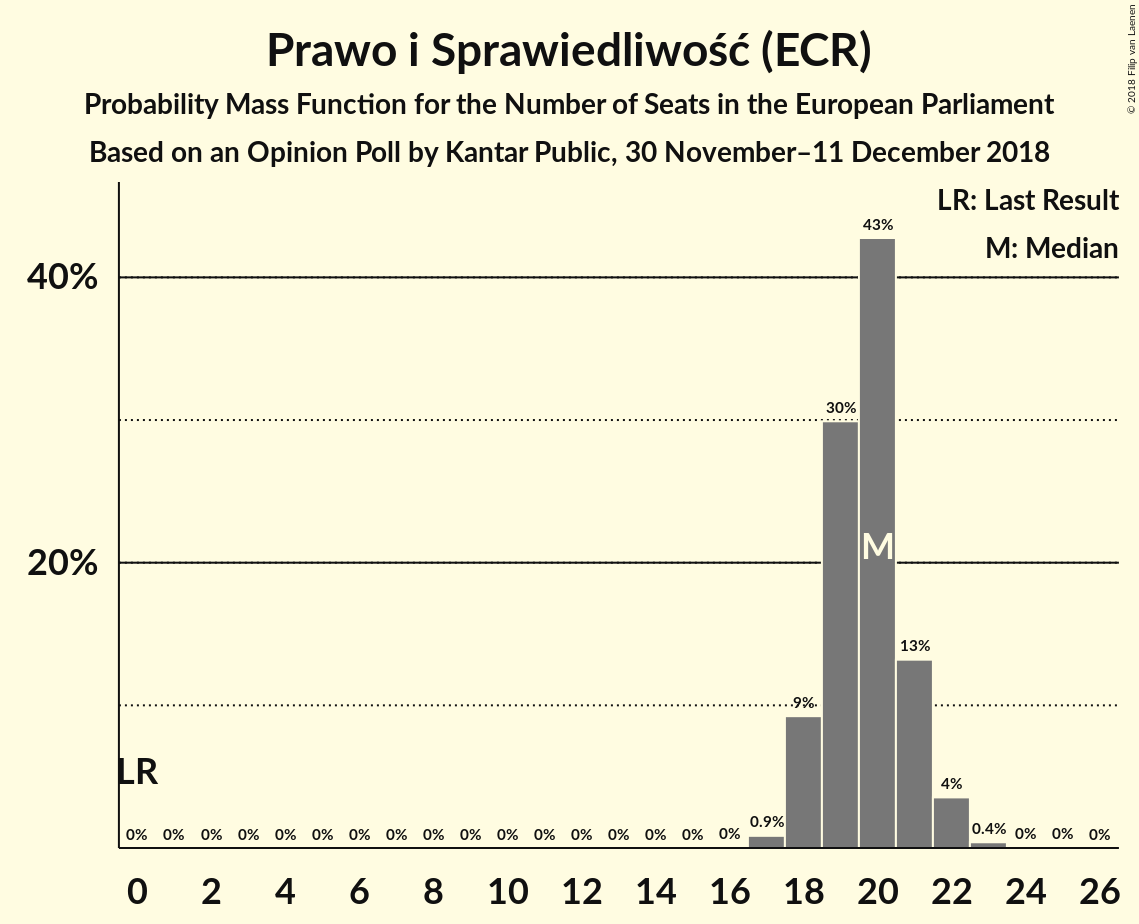 Prawo i Sprawiedliwość (ECR)
Probability Mass Function for the Number of Seats in the European Parliament
Based on an Opinion Poll by Kantar Public, 30 November–11 December 2018
© 2018 Filip van Laenen
LR: Last Result
M: Median
43%
40%
30%
M
20%
13%
9%
LR
4%
0% 0% 0% 0% 0% 0% 0% 0% 0% 0% 0% 0% 0% 0% 0% 0% 0% 0.9% 0.4% 0% 0% 0%
0 2 4 6 8 10 12 14 16 18 20 22 24 26